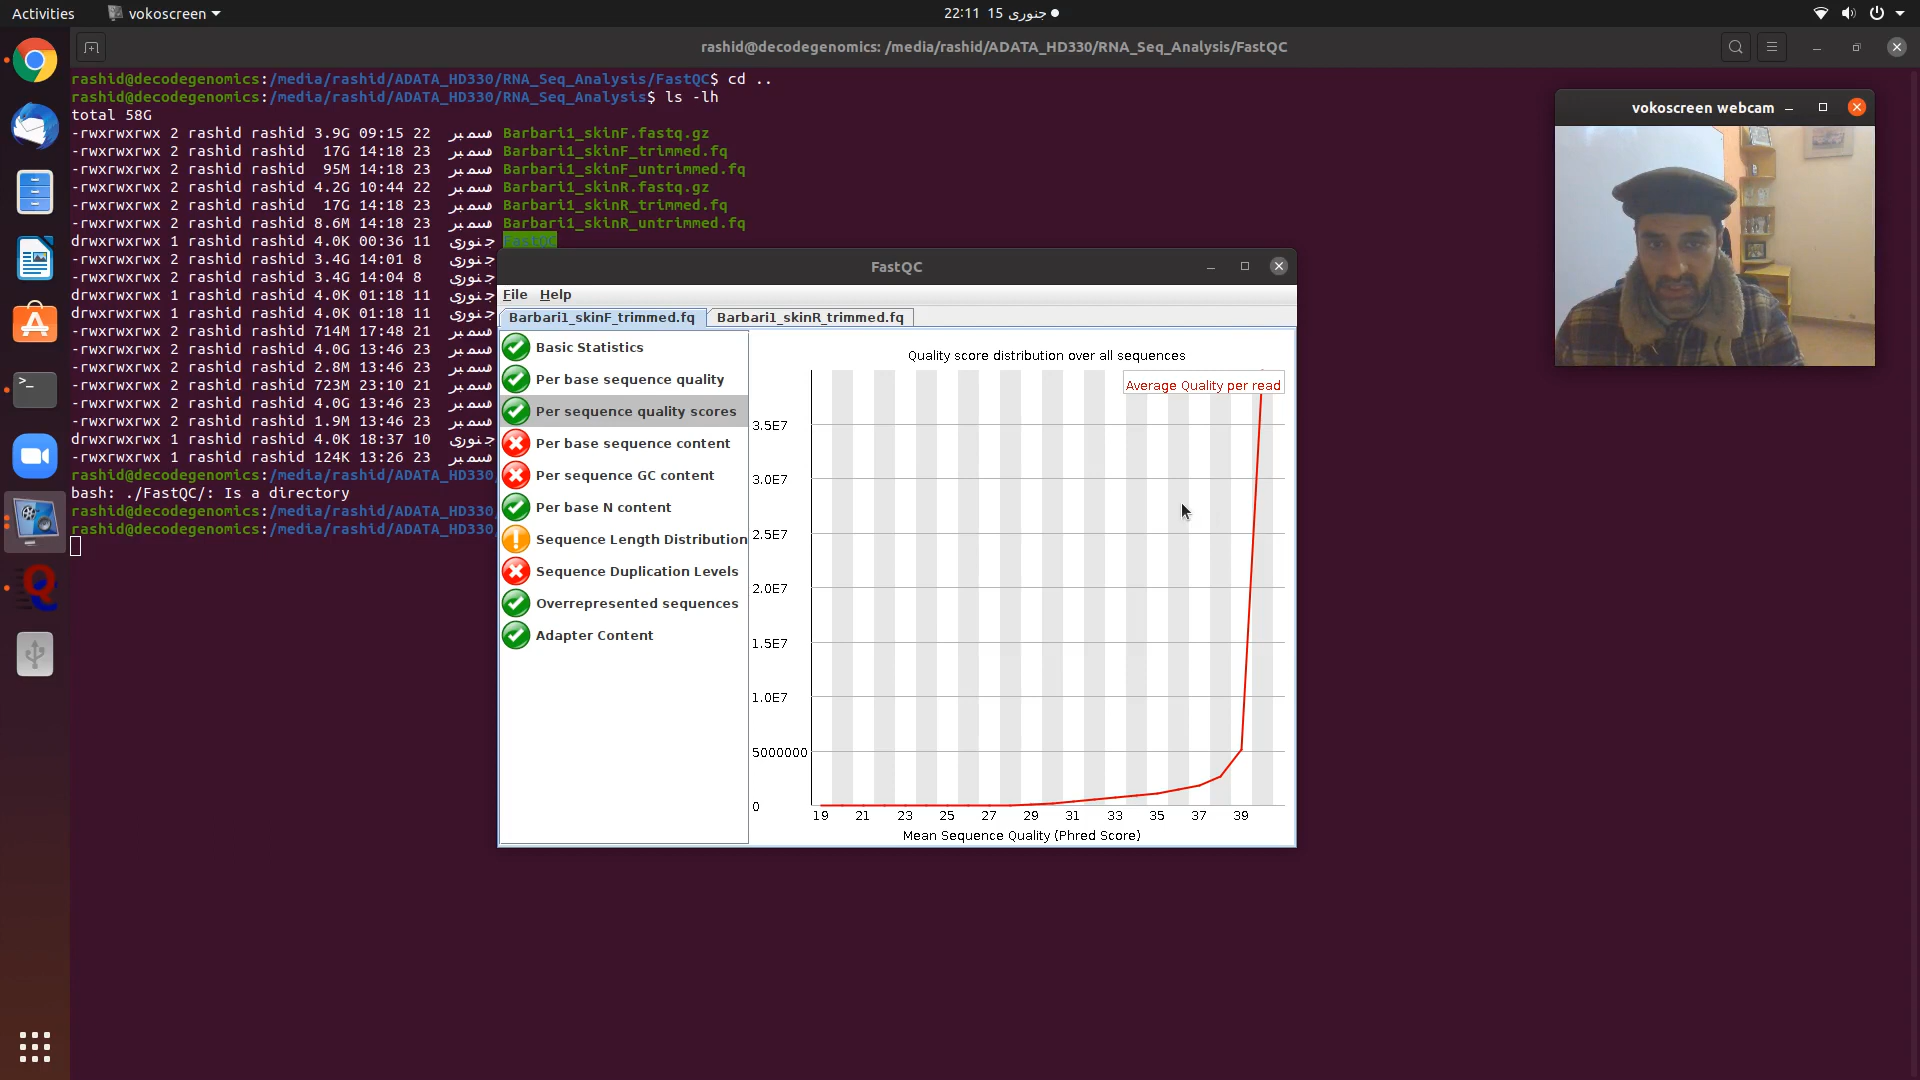 Activities
vokoscreen
22:11 15 جنوری
rashid@decodegenomics: /media/rashid/ADATA_HD330/RNA_Seq_Analysis/FastQC
rashid@decodegenomics:/media/rashid/ADATA_HD330/RNA_Seq_Analysis/FastQC$ cd ..
rashid@decodegenomics:/media/rashid/ADATA_HD330/RNA_Seq_Analysis$ ls -lh
total 58G
-rwxrwxrwx 2 rashid rashid 3.9G 09:15 22 دسمبر Barbari1_skinF.fastq.gz
-rwxrwxrwx 2 rashid rashid 17G 14:18 23 دسمبر Barbari1_skinF_trimmed.fq
-rwxrwxrwx 2 rashid rashid 95M 14:18 23 دسمبر Barbari1_skinF_untrimmed.fq
-rwxrwxrwx 2 rashid rashid 4.2G 10:44 22 دسمبر Barbari1_skinR.fastq.gz
-rwxrwxrwx 2 rashid rashid 17G 14:18 23 دسمبر Barbari1_skinR_trimmed.fq
-rwxrwxrwx 2 rashid rashid 8.6M 14:18 23 دسمبر Barbari1_skinR_untrimmed.fq
drwxrwxrwx 1 rashid rashid 4.0K 00:36 11 جنوری FastQC
-rwxrwxrwx 2 rashid rashid 3.4G 14:01 8 جنوری
-rwxrwxrwx 2 rashid rashid 3.4G 14:04 8 جنوری
drwxrwxrwx 1 rashid rashid 4.0K 01:18 11 جنوری
drwxrwxrwx 1 rashid rashid 4.0K 01:18 11 جنوری
-rwxrwxrwx 2 rashid rashid 714M 17:48 21 دسمبر
-rwxrwxrwx 2 rashid rashid 4.0G 13:46 23 دسمبر
-rwxrwxrwx 2 rashid rashid 2.8M 13:46 23 دسمبر
-rwxrwxrwx 2 rashid rashid 723M 23:10 21 دسمبر
-rwxrwxrwx 2 rashid rashid 4.0G 13:46 23 دسمبر
-rwxrwxrwx 2 rashid rashid 1.9M 13:46 23 دسمبر
drwxrwxrwx 1 rashid rashid 4.0K 18:37 10 جنوری
-rwxrwxrwx 1 rashid rashid 124K 13:26 23 دسمبر
rashid@decodegenomics:/media/rashid/ADATA_HD330
bash: ./FastQC/: Is a directory
rashid@decodegenomics:/media/rashid/ADATA_HD330
rashid@decodegenomics:/media/rashid/ADATA_HD330
FastQC
File Help
Barbari1_skinF_trimmed.fq
Barbari1_skinR_trimmed.fq
Basic Statistics
Per base sequence quality
Per sequence quality scores
Per base sequence content
Per sequence GC content
Per base N content
Sequence Length Distribution
Sequence Duplication Levels
Overrepresented sequences
Adapter Content
Quality score distribution over all sequences
Average Quality per read
3.5E7
3.0E7
2.5E7
2.0E7
1.5E7
1.0E7
5000000
0
19 21 23 25 27 29 31 33 35 37 39
Mean Sequence Quality (Phred Score)
vokoscreen webcam